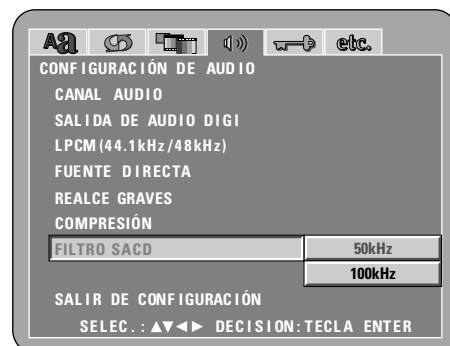 Aa etc.
CONFIGURACIÓN DE AUDIO
CANAL AUDIO
SALIDA DE AUDIO DIGI
LPCM (44.1kHz/48kHz)
FUENTE DIRECTA
REALCE GRAVES
COMPRESIÓN
FILTRO SACD 50kHz
100kHz
SALIR DE CONFIGURACIÓN
SELEC.: ▲▼◀▶ DECISION: TECLA ENTER